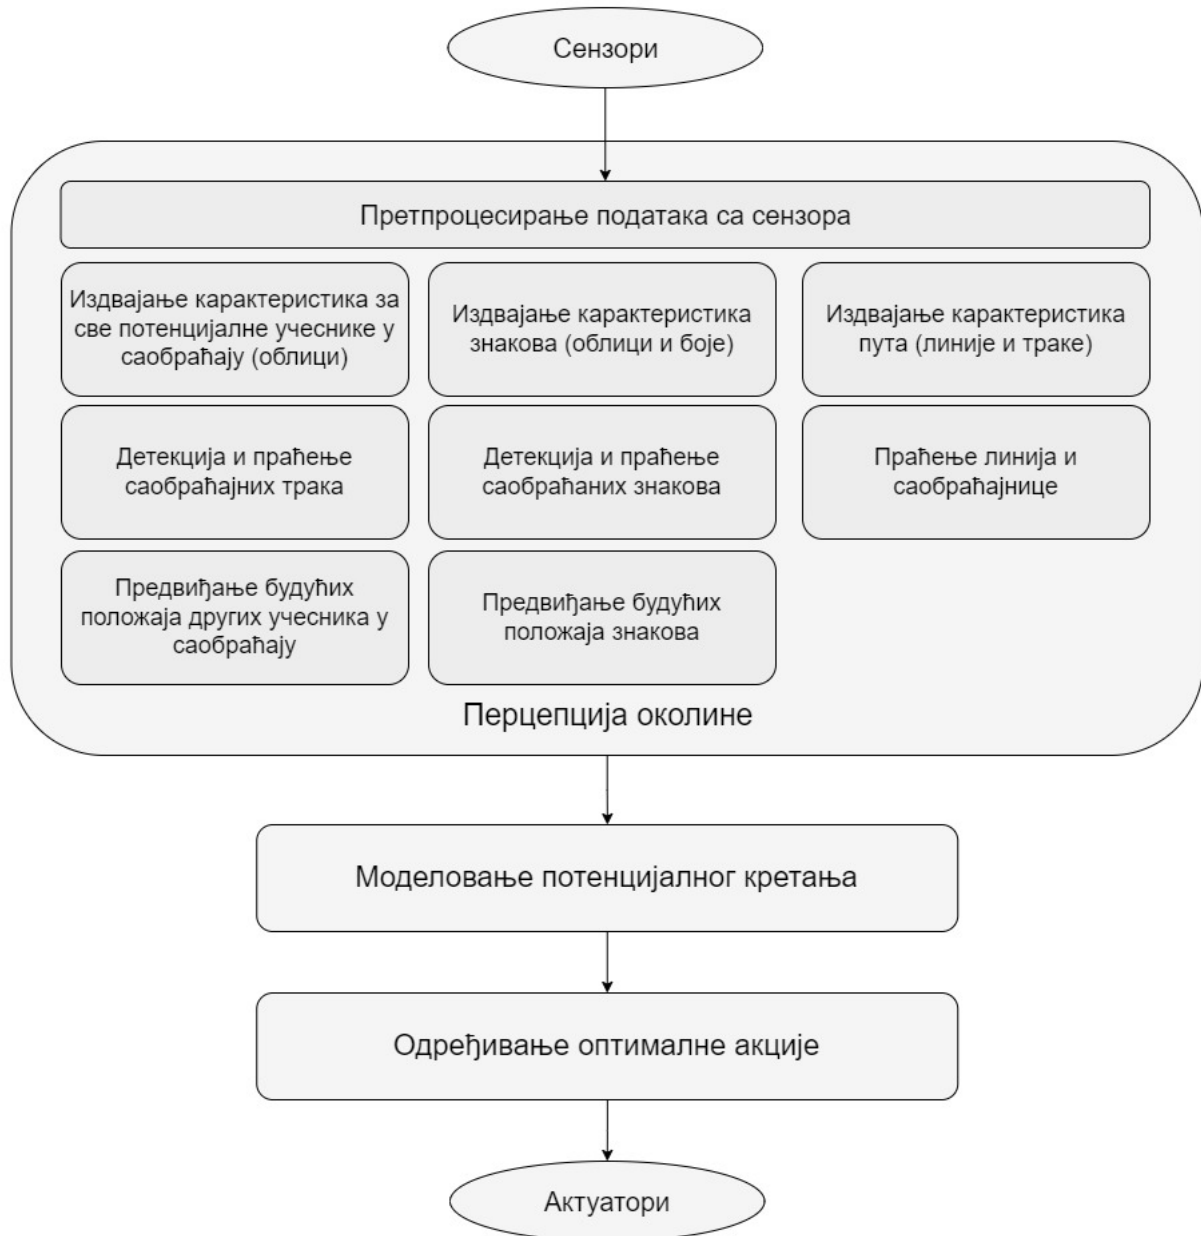 Сензори
Претпроцесирање података са сензора
Издвајање карактеристика за
све потенцијалне учеснике у
саобраћају (облици)
Издвајање карактеристика
знакова (облици и боје)
Издвајање карактеристика
пута (линије и траке)
Детекција и праћење
саобраћајних трака
Детекција и праћење
саобраћаних знакова
Праћење линија и
саобраћајнице
Предвиђање будућих
положаја других учесника у
саобраћају
Предвиђање будућих
положаја знакова
Перцепција околине
Моделовање потенцијалног кретања
Одређивање оптималне акције
Актуатори